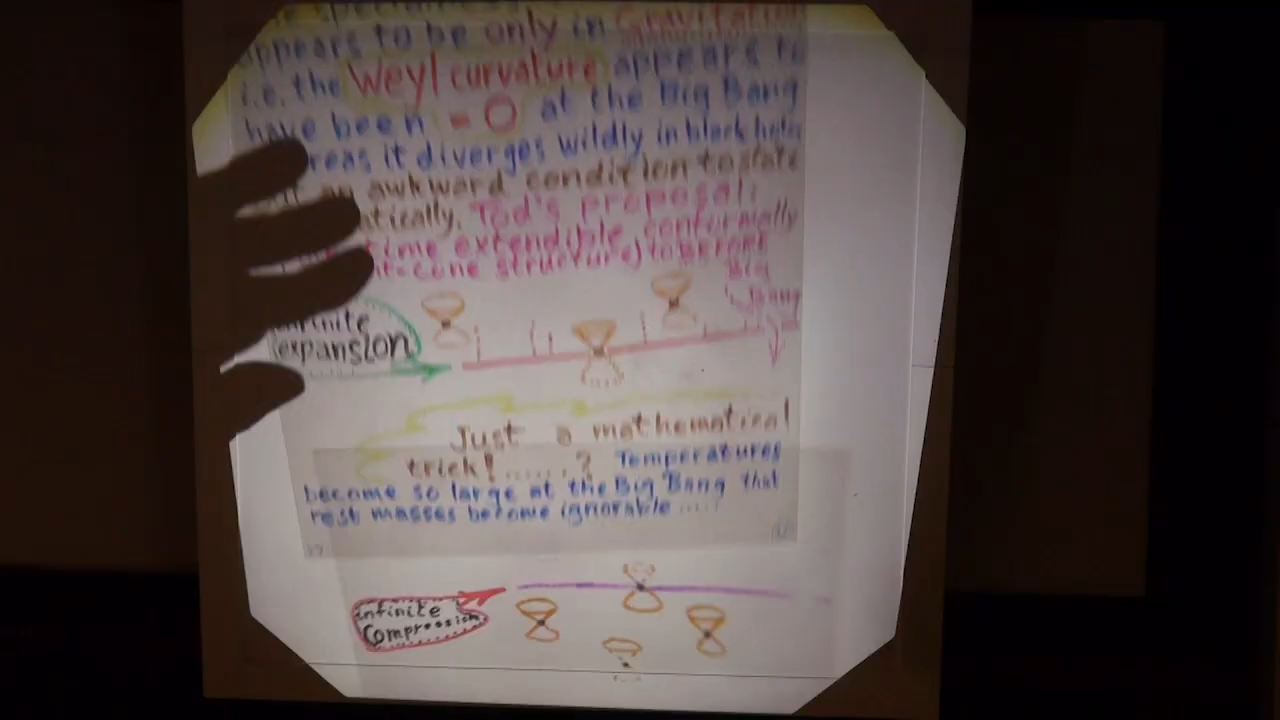 appears to be only in Gravitation
i.e. the Weyl curvature appears to
have been = 0 at the Big Bang
it diverges wildly in black holes
an awkward condition to state
Tod's proposal:
time extendible conformally
cone structure) to BEFORE
Big
Bang
infinite
expansion
Just a mathematical
trick!......? Temperatures
become so large at the Big Bang that
rest masses become ignorable .....
infinite
Compression